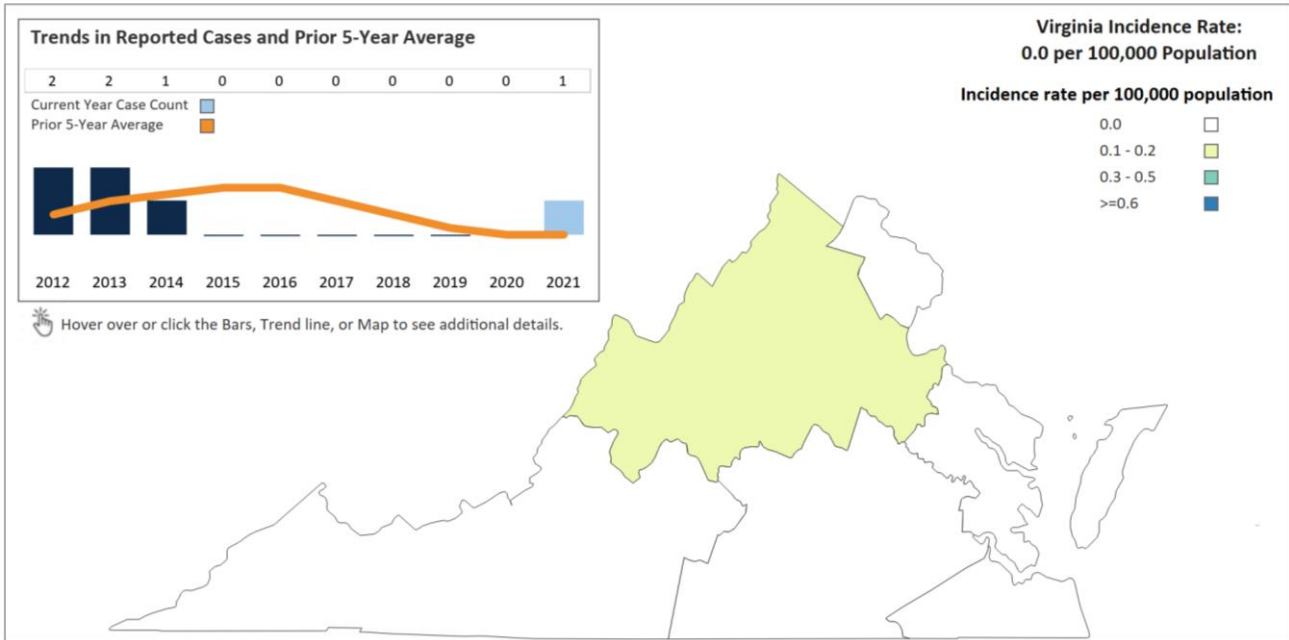 Trends in Reported Cases and Prior 5-Year Average
2 2 1 0 0 0 0 0 0 1
Current Year Case Count
Prior 5-Year Average
2012 2013 2014 2015 2016 2017 2018 2019 2020 2021
Hover over or click the Bars, Trend line, or Map to see additional details.
Virginia Incidence Rate:
0.0 per 100,000 Population
Incidence rate per 100,000 population
0.0
0.1 - 0.2
0.3 - 0.5
>=0.6